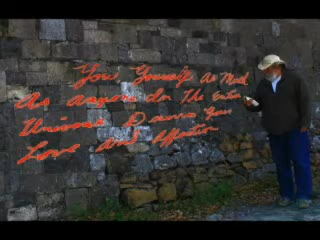 You Yourself As Much
As Anyone In The Entire
Universe Deserve Your
Love And Affection